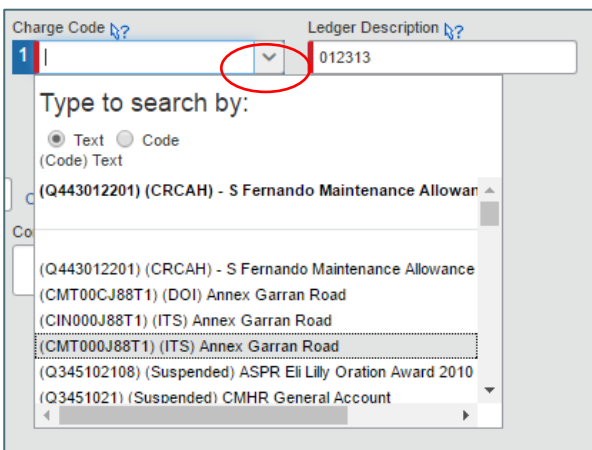 Charge Code ? Ledger Description ?
1 012313
Type to search by:
Text Code
(Code) Text
(Q443012201) (CRCAH) - S Fernando Maintenance Allowan
Co
(Q443012201) (CRCAH) - S Fernando Maintenance Allowance
(CMT00CJ88T1) (DOI) Annex Garran Road
(CIN000J88T1) (ITS) Annex Garran Road
(CMT000J88T1) (ITS) Annex Garran Road
(Q345102108) (Suspended) ASPR Eli Lilly Oration Award 2010
(Q3451021) (Suspended) CMHR General Account